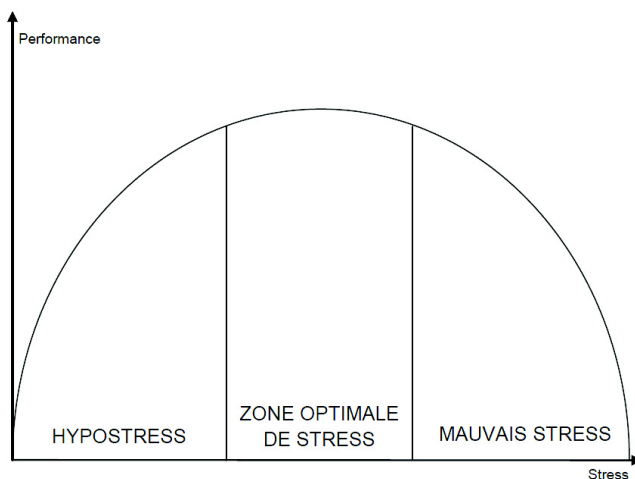 Performance
HYPOSTRESS
ZONE OPTIMALE
DE STRESS
MAUVAIS STRESS
Stress